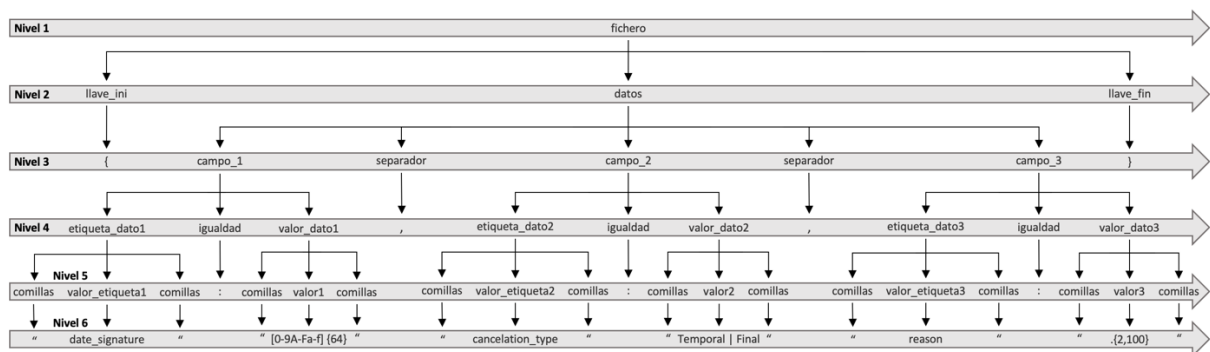 Nivel 1 fichero
Nivel 2 llave_ini datos llave_fin
Nivel 3 { campo_1 separador campo_2 separador campo_3 }
Nivel 4 etiqueta_dato1 igualdad valor_dato1 , etiqueta_dato2 igualdad valor_dato2 , etiqueta_dato3 igualdad valor_dato3
Nivel 5
comillas valor_etiqueta1 comillas : comillas valor1 comillas comillas valor_etiqueta2 comillas : comillas valor2 comillas comillas valor_etiqueta3 comillas : comillas valor3 comillas
Nivel 6
“ date_signature “ “ [0-9A-Fa-f] {64} “ “ cancelation_type “ “ Temporal | Final “ “ reason “ “ .{2,100} “